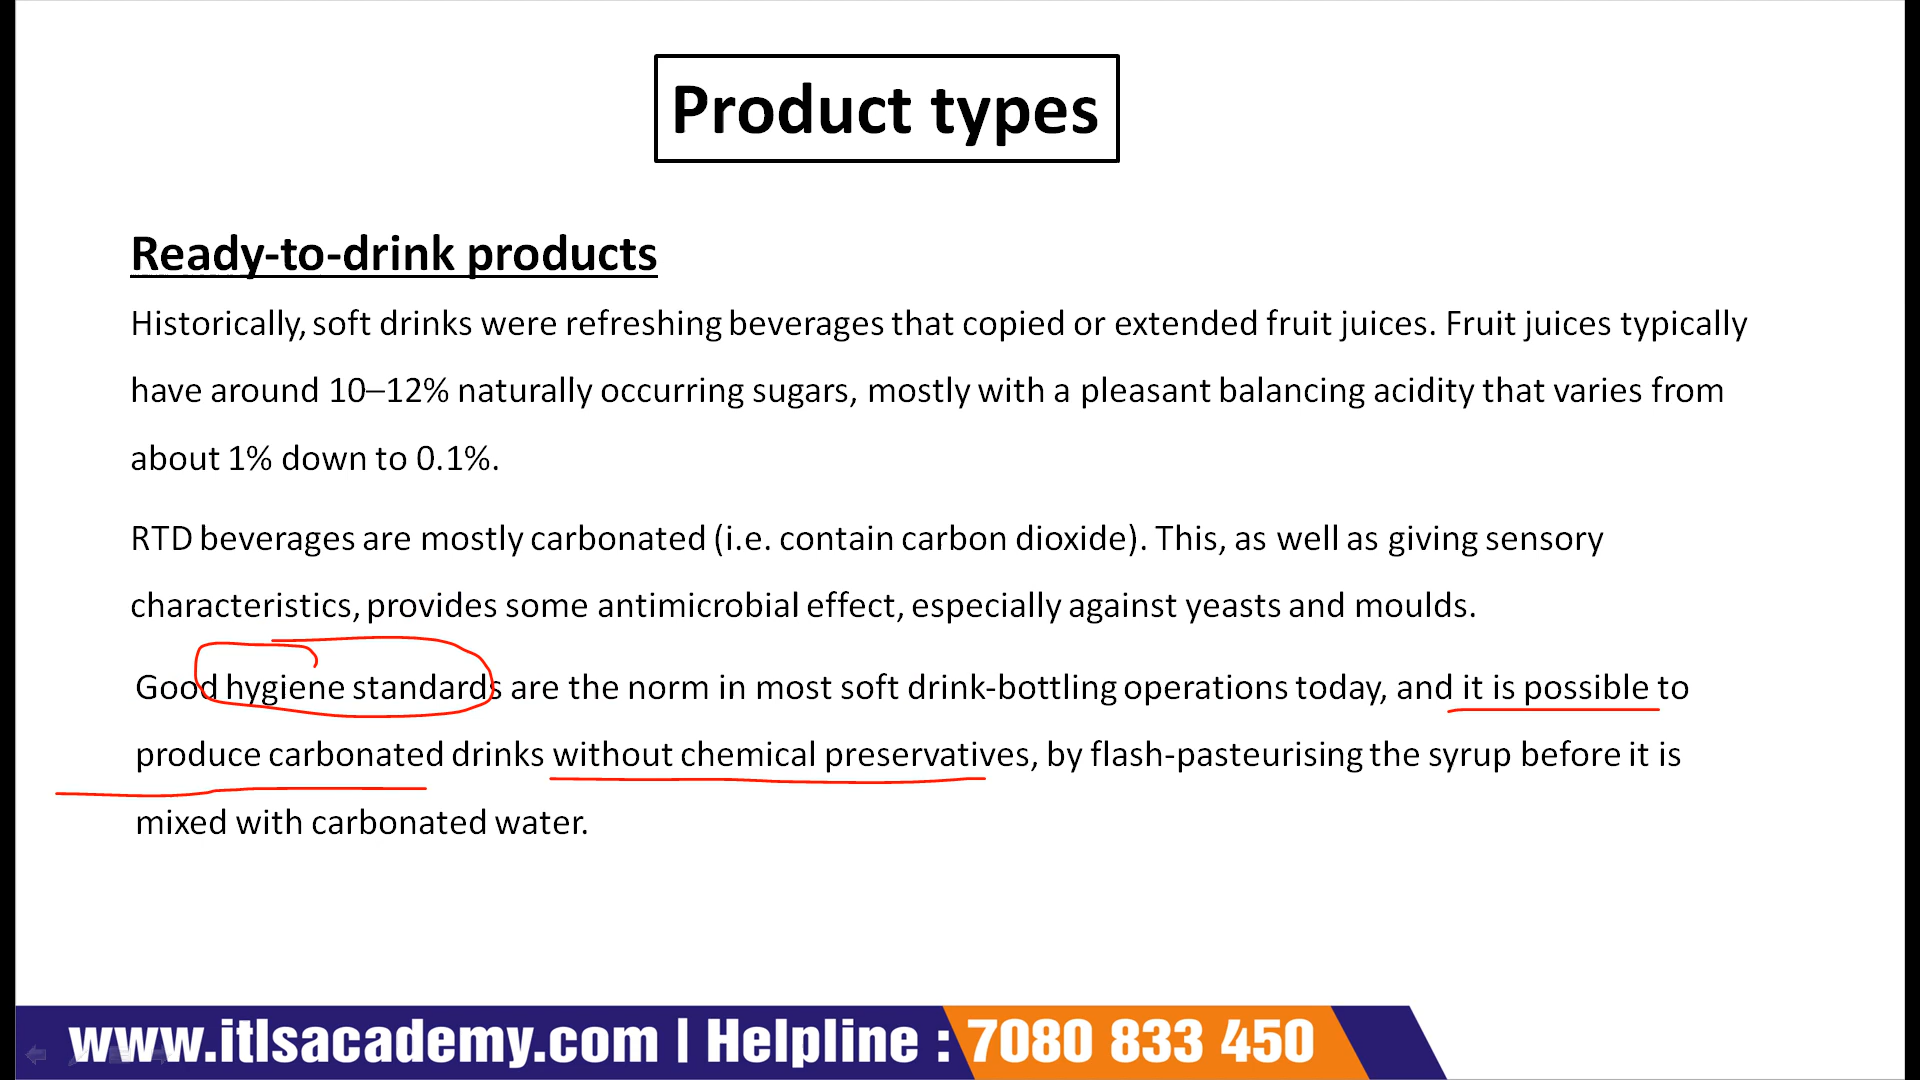 Product types
Ready-to-drink products
Historically, soft drinks were refreshing beverages that copied or extended fruit juices. Fruit juices typically
have around 10–12% naturally occurring sugars, mostly with a pleasant balancing acidity that varies from
about 1% down to 0.1%.
RTD beverages are mostly carbonated (i.e. contain carbon dioxide). This, as well as giving sensory
characteristics, provides some antimicrobial effect, especially against yeasts and moulds.
Good hygiene standards are the norm in most soft drink-bottling operations today, and it is possible to
produce carbonated drinks without chemical preservatives, by flash-pasteurising the syrup before it is
mixed with carbonated water.
www.itlsacademy.com | Helpline : 7080 833 450